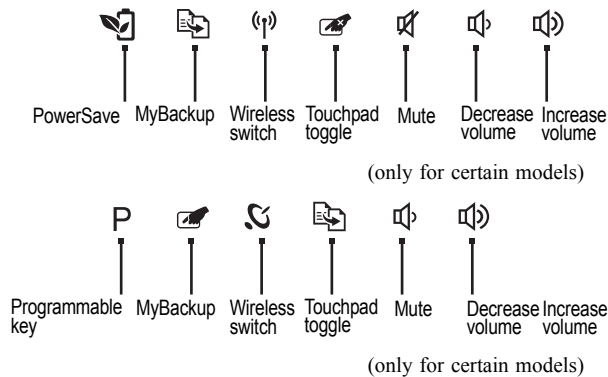 PowerSave MyBackup Wireless switch Touchpad toggle Mute Decrease volume Increase volume
(only for certain models)
P
Programmable key MyBackup Wireless switch Touchpad toggle Mute Decrease volume Increase volume
(only for certain models)